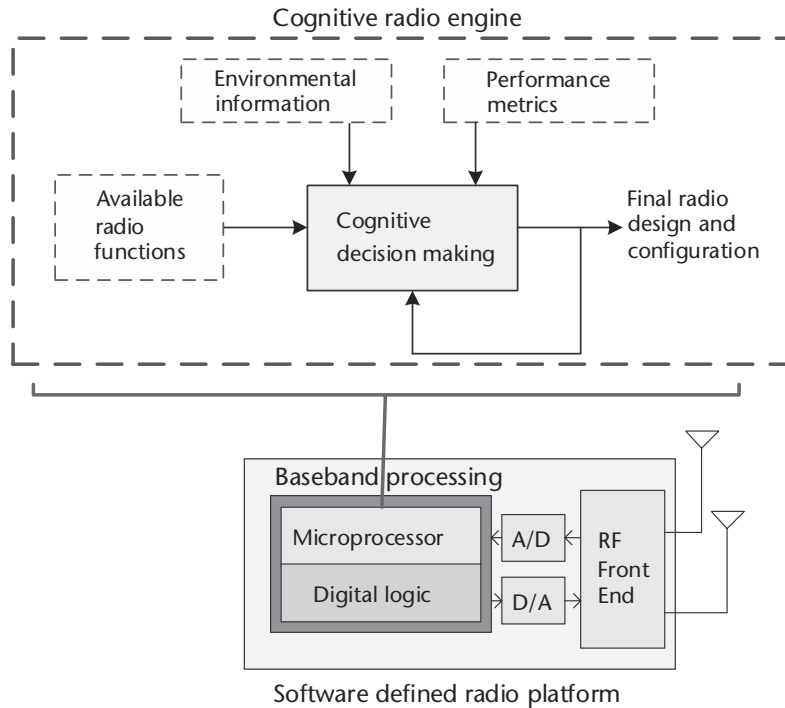 Cognitive radio engine
Environmental
information
Performance
metrics
Available
radio
functions
Cognitive
decision making
Final radio
design and
configuration
Baseband processing
Microprocessor
Digital logic
A/D
D/A
RF
Front
End
Software defined radio platform